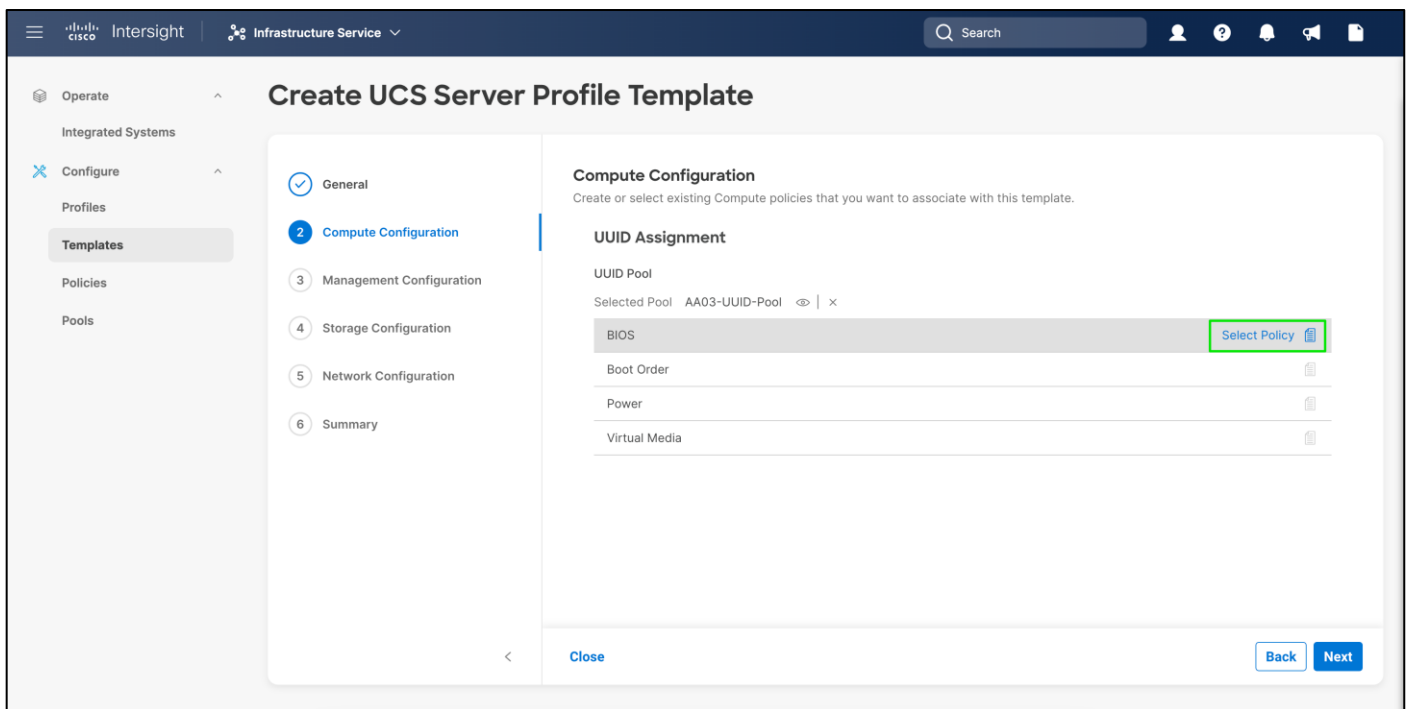 cisco Intersight Infrastructure Service Search
Operate
Integrated Systems
Configure
Profiles
Templates
Policies
Pools
Create UCS Server Profile Template
General
2 Compute Configuration
3 Management Configuration
4 Storage Configuration
5 Network Configuration
6 Summary
Compute Configuration
Create or select existing Compute policies that you want to associate with this template.
UUID Assignment
UUID Pool
Selected Pool AA03-UUID-Pool
BIOS Select Policy
Boot Order
Power
Virtual Media
Close Back Next